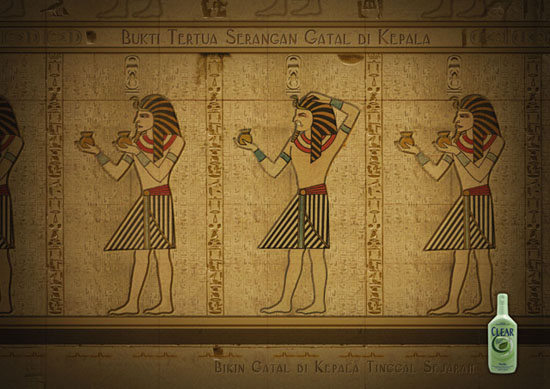 Bukti Tertua Serangan Gatal di Kepala
CLEAR
Bikin Gatal di Kepala Tinggal Sejarah